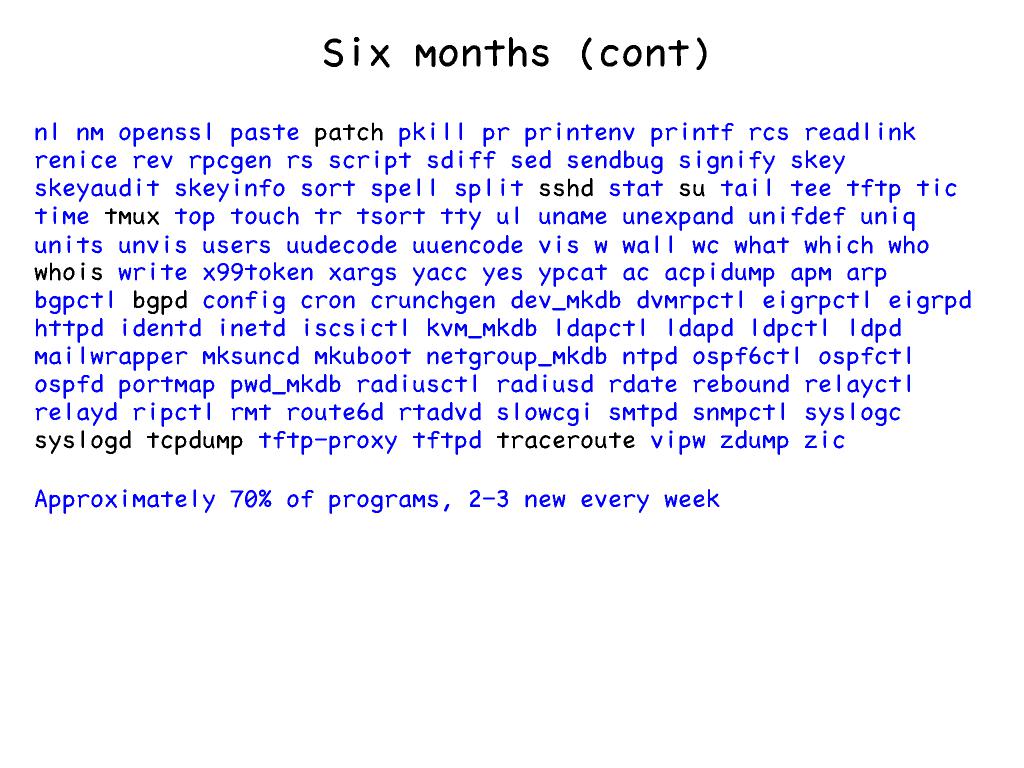 Six months (cont)
nl nm openssl paste patch pkill pr printenv printf rcs readlink
renice rev rpcgen rs script sdiff sed sendbug signify skey
skeyaudit skeyinfo sort spell split sshd stat su tail tee tftp tic
time tmux top touch tr tsort tty ul uname unexpand unifdef uniq
units unvis users uudecode uuencode vis w wall wc what which who
whois write x99token xargs yacc yes ypcat ac acpidump apm arp
bgpctl bgpd config cron crunchgen dev_mkdb dvmrpctl eigrpctl eigrpd
httpd identd inetd iscsictl kvm_mkdb ldapctl ldapd ldpctl ldpd
mailwrapper mksuncd mkuboot netgroup_mkdb ntpd ospf6ctl ospfctl
ospfd portmap pwd_mkdb radiusctl radiusd rdate rebound relayctl
relayd ripctl rmt route6d rtadvd slowcgi smtpd snmpctl syslogc
syslogd tcpdump tftp-proxy tftpd traceroute vipw zdump zic
Approximately 70% of programs, 2-3 new every week